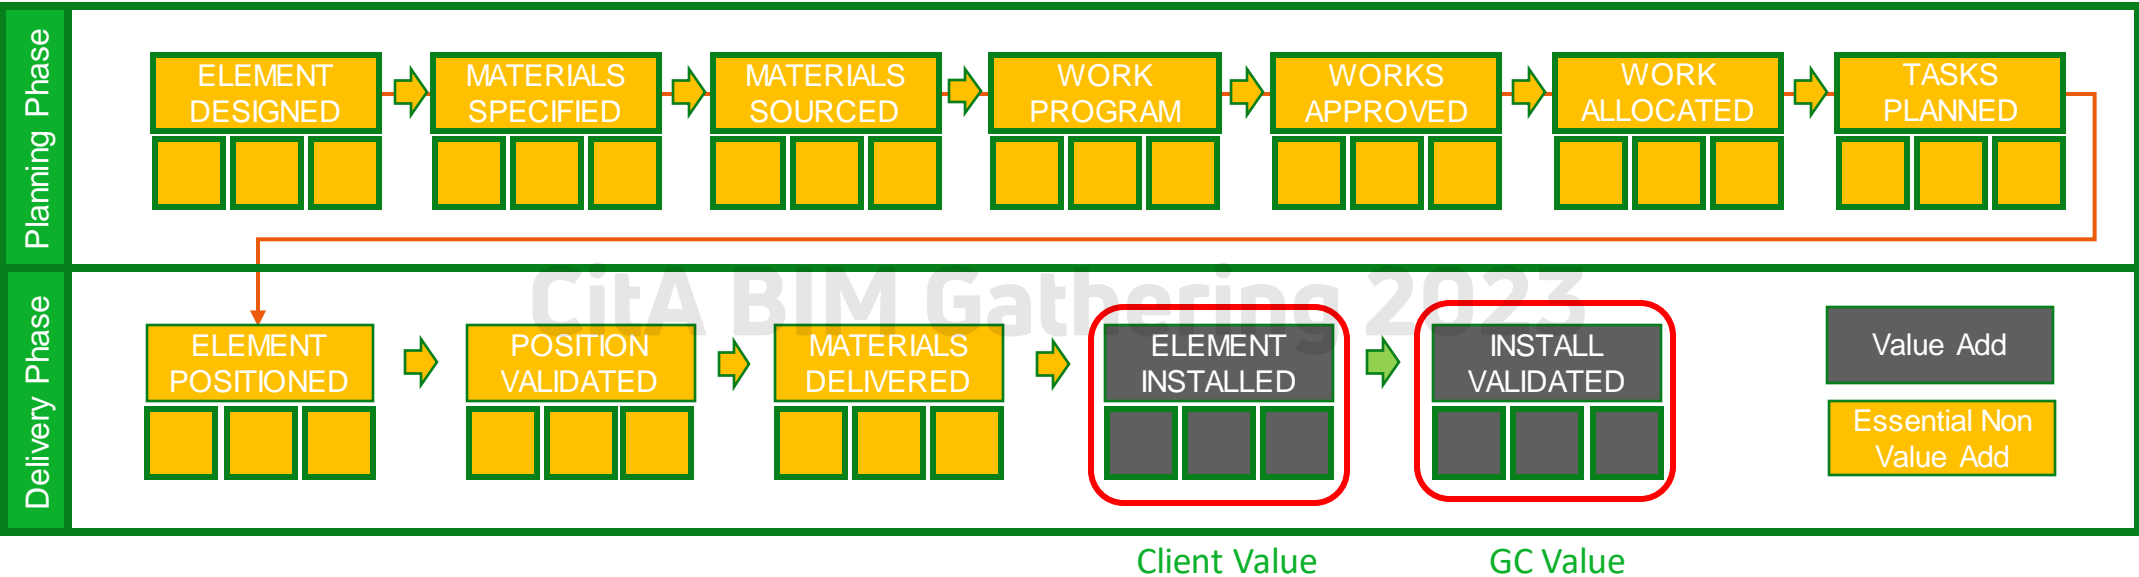 Planning Phase
ELEMENT
DESIGNED
MATERIALS
SPECIFIED
MATERIALS
SOURCED
WORK
PROGRAM
WORKS
APPROVED
WORK
ALLOCATED
TASKS
PLANNED
CitA BIM Gathering 2023
Delivery Phase
ELEMENT
POSITIONED
POSITION
VALIDATED
MATERIALS
DELIVERED
ELEMENT
INSTALLED
INSTALL
VALIDATED
Value Add
Essential Non
Value Add
Client Value
GC Value